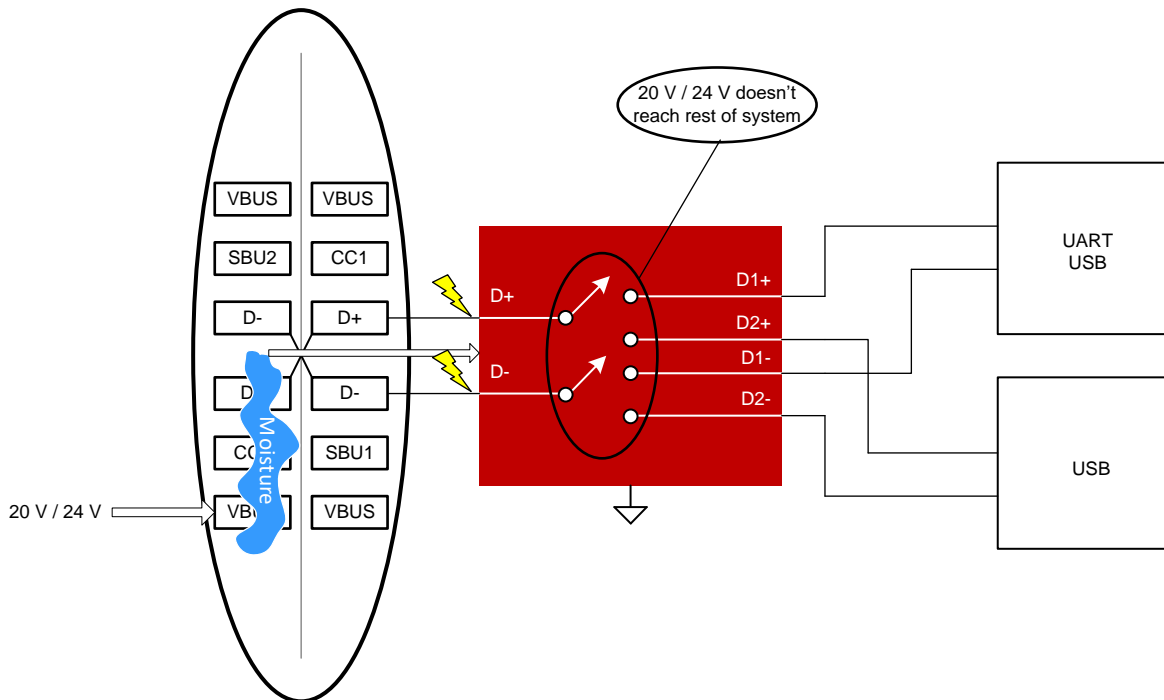 20 V / 24 V doesn’t
reach rest of system
VBUS
VBUS
SBU2
CC1
D-
D+
D-
SBU1
VBUS
Moisture
20 V / 24 V
D+
D-
D1+
D2+
D1-
D2-
UART
USB
USB